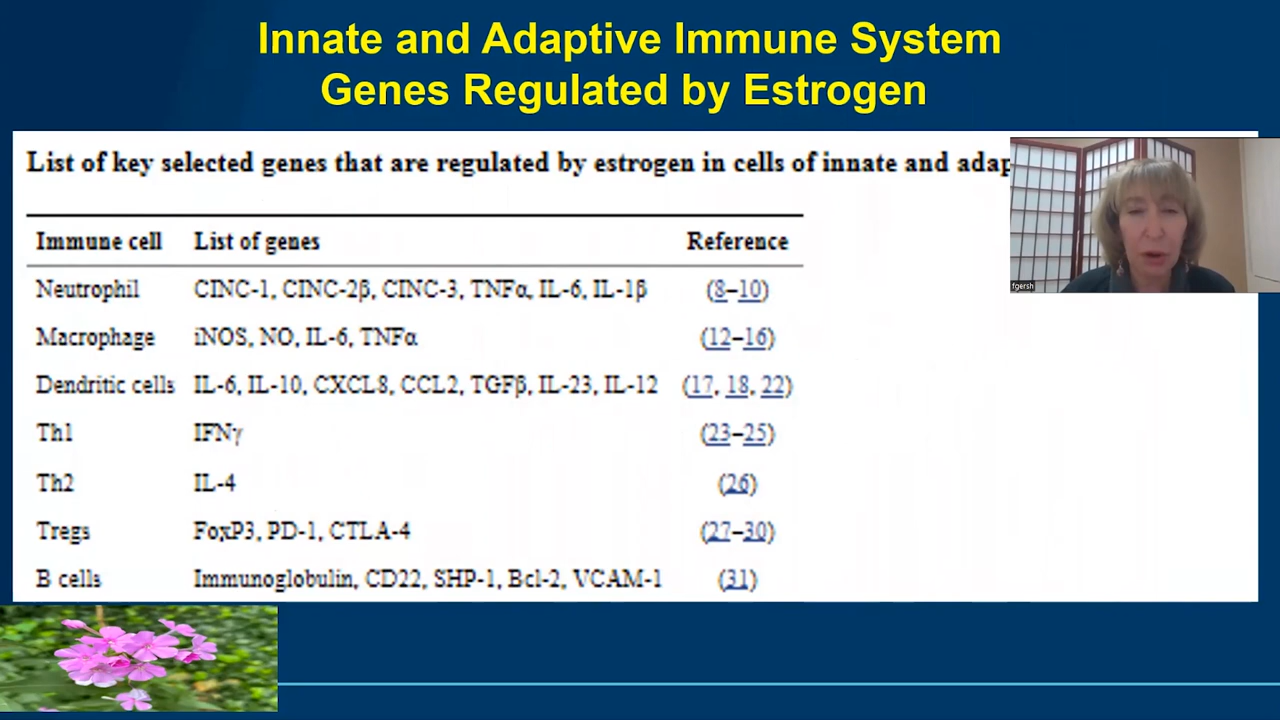 Innate and Adaptive Immune System
Genes Regulated by Estrogen
List of key selected genes that are regulated by estrogen in cells of innate and adap
Immune cell List of genes Reference
Neutrophil CINC-1, CINC-2β, CINC-3, TNFα, IL-6, IL-1β (8–10)
Macrophage iNOS, NO, IL-6, TNFα (12–16)
Dendritic cells IL-6, IL-10, CXCL8, CCL2, TGFβ, IL-23, IL-12 (17, 18, 22)
Th1 IFNγ (23–25)
Th2 IL-4 (26)
Tregs FoxP3, PD-1, CTLA-4 (27–30)
B cells Immunoglobulin, CD22, SHP-1, Bcl-2, VCAM-1 (31)
fgersh